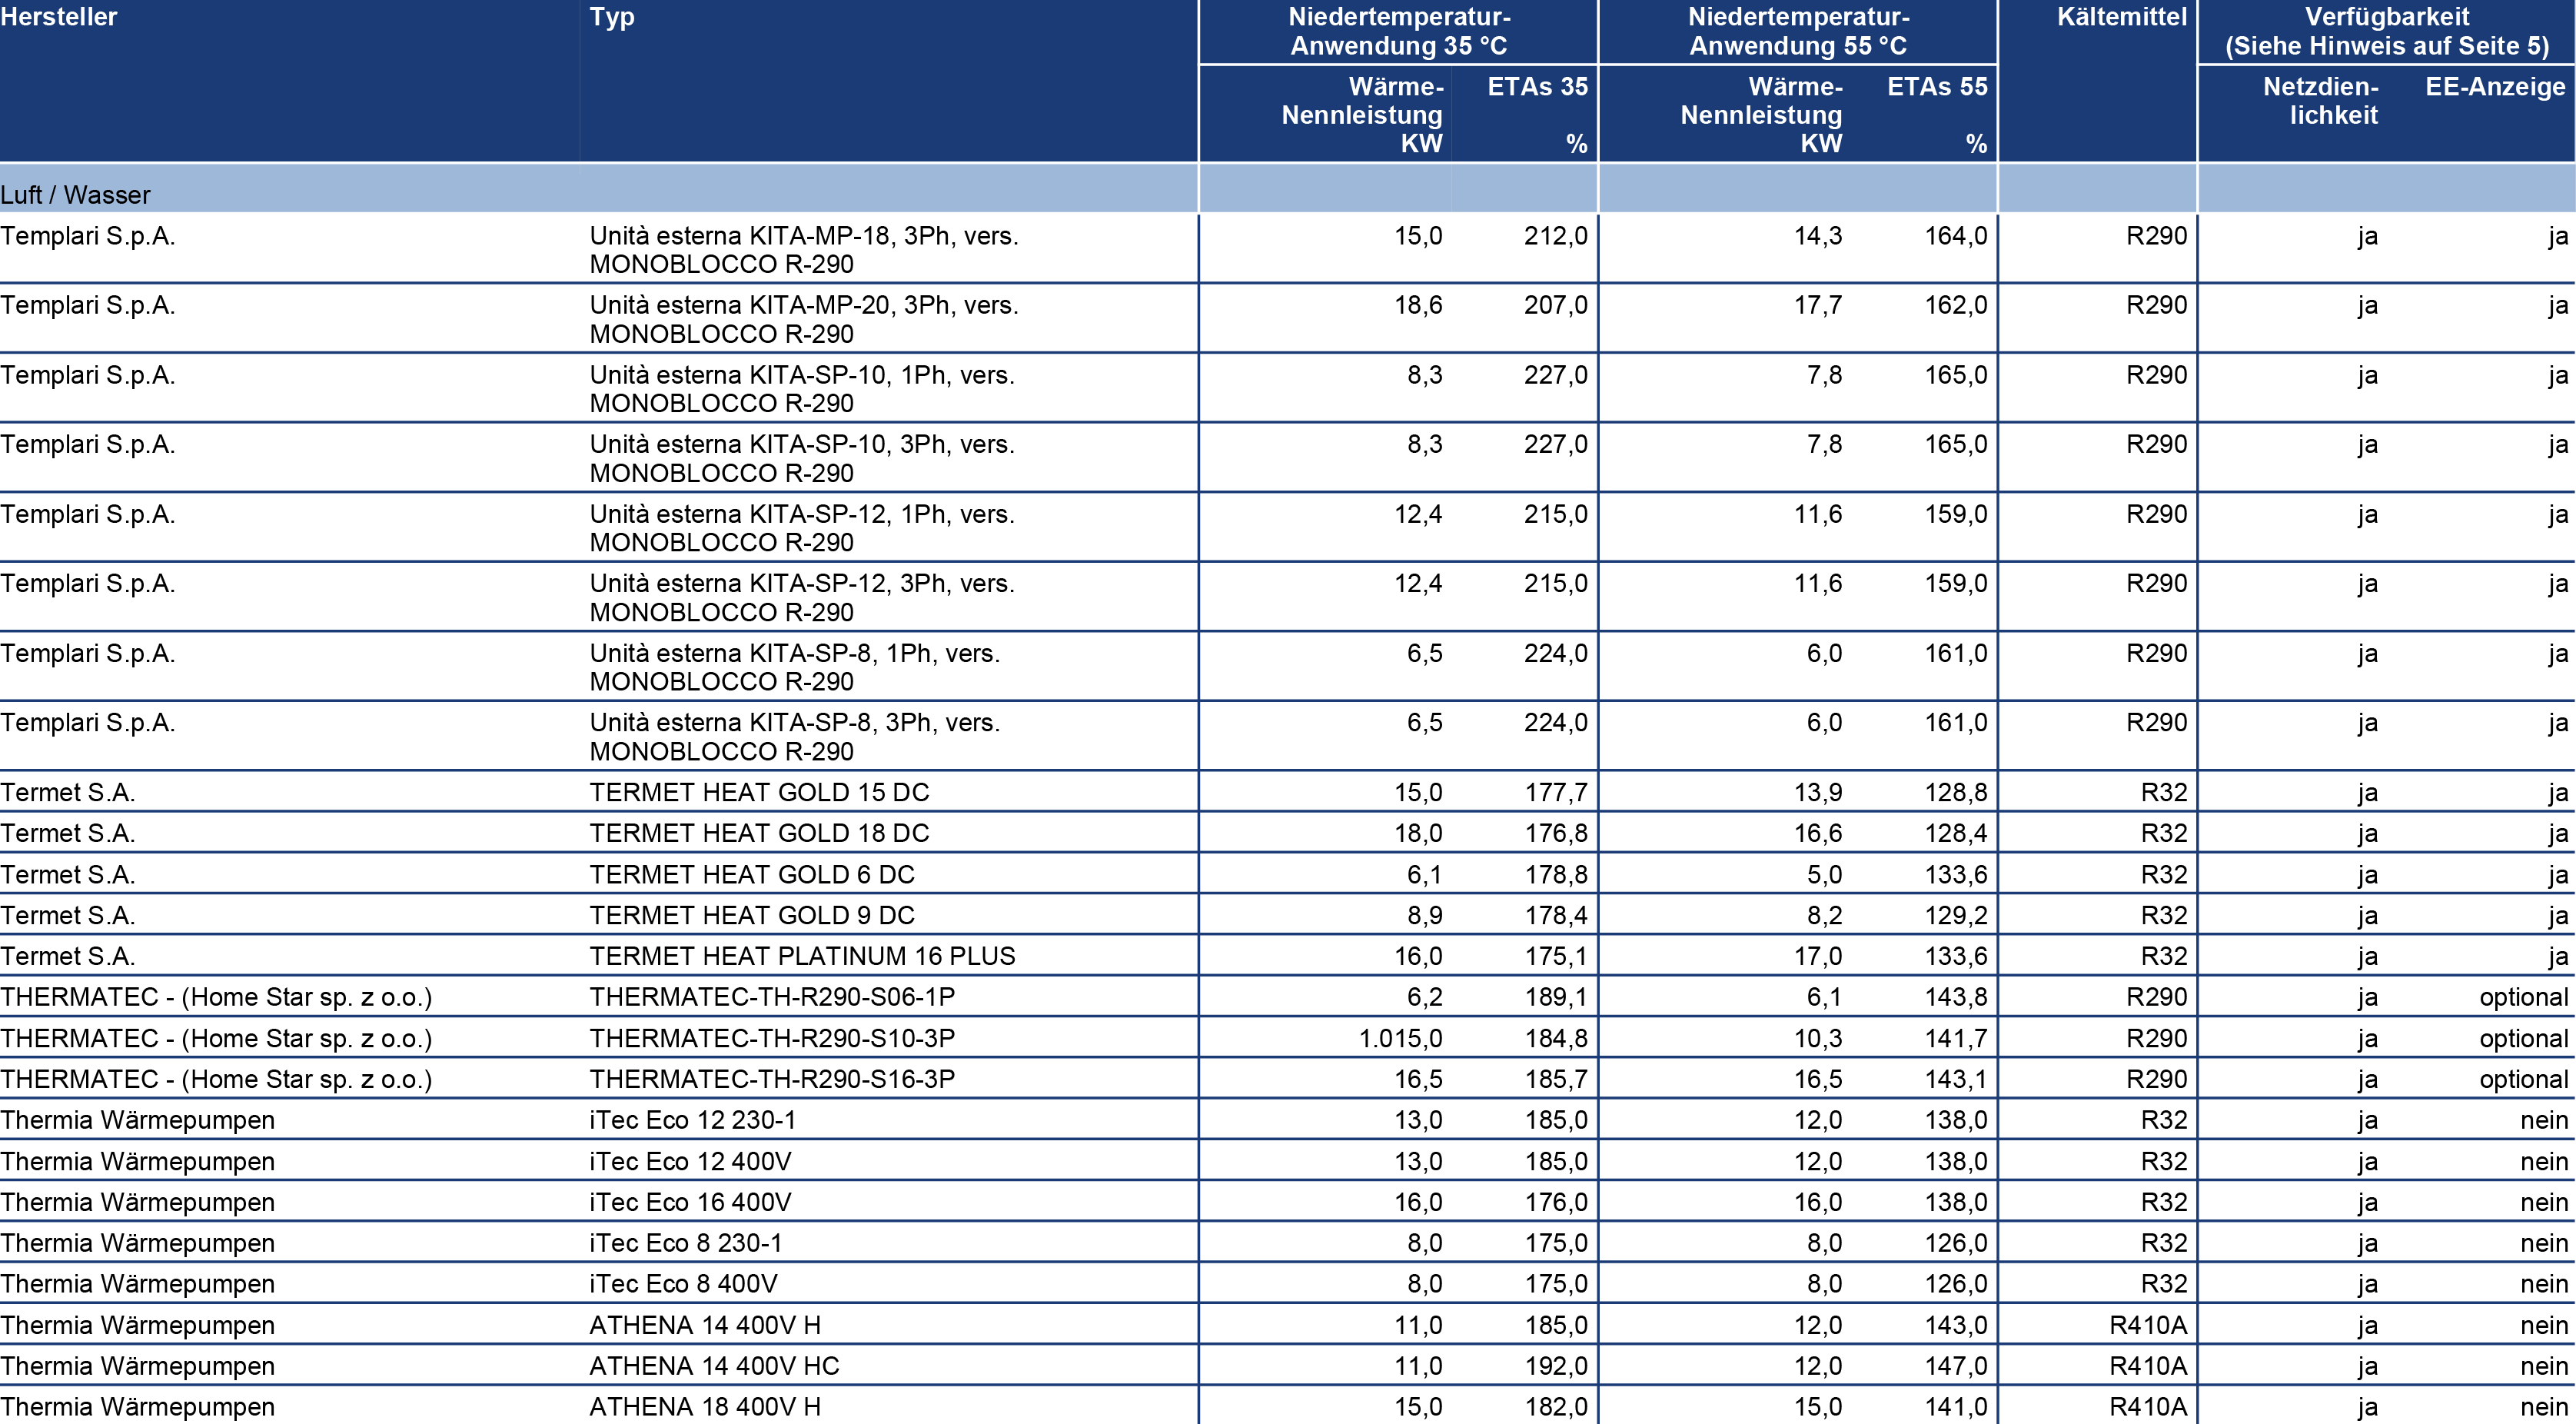 Hersteller Typ Niedertemperatur- Niedertemperatur- Kältemittel Verfügbarkeit
Anwendung 35 °C Anwendung 55 °C (Siehe Hinweis auf Seite 5)
Wärme- ETAs 35 Wärme- ETAs 55 Netzdien- EE-Anzeige
Nennleistung Nennleistung lichkeit
KW % KW %
Luft / Wasser
Templari S.p.A. Unità esterna KITA-MP-18, 3Ph, vers. 15,0 212,0 14,3 164,0 R290 ja ja
MONOBLOCCO R-290
Templari S.p.A. Unità esterna KITA-MP-20, 3Ph, vers. 18,6 207,0 17,7 162,0 R290 ja ja
MONOBLOCCO R-290
Templari S.p.A. Unità esterna KITA-SP-10, 1Ph, vers. 8,3 227,0 7,8 165,0 R290 ja ja
MONOBLOCCO R-290
Templari S.p.A. Unità esterna KITA-SP-10, 3Ph, vers. 8,3 227,0 7,8 165,0 R290 ja ja
MONOBLOCCO R-290
Templari S.p.A. Unità esterna KITA-SP-12, 1Ph, vers. 12,4 215,0 11,6 159,0 R290 ja ja
MONOBLOCCO R-290
Templari S.p.A. Unità esterna KITA-SP-12, 3Ph, vers. 12,4 215,0 11,6 159,0 R290 ja ja
MONOBLOCCO R-290
Templari S.p.A. Unità esterna KITA-SP-8, 1Ph, vers. 6,5 224,0 6,0 161,0 R290 ja ja
MONOBLOCCO R-290
Templari S.p.A. Unità esterna KITA-SP-8, 3Ph, vers. 6,5 224,0 6,0 161,0 R290 ja ja
MONOBLOCCO R-290
Termet S.A. TERMET HEAT GOLD 15 DC 15,0 177,7 13,9 128,8 R32 ja ja
Termet S.A. TERMET HEAT GOLD 18 DC 18,0 176,8 16,6 128,4 R32 ja ja
Termet S.A. TERMET HEAT GOLD 6 DC 6,1 178,8 5,0 133,6 R32 ja ja
Termet S.A. TERMET HEAT GOLD 9 DC 8,9 178,4 8,2 129,2 R32 ja ja
Termet S.A. TERMET HEAT PLATINUM 16 PLUS 16,0 175,1 17,0 133,6 R32 ja ja
THERMATEC - (Home Star sp. z o.o.) THERMATEC-TH-R290-S06-1P 6,2 189,1 6,1 143,8 R290 ja optional
THERMATEC - (Home Star sp. z o.o.) THERMATEC-TH-R290-S10-3P 1.015,0 184,8 10,3 141,7 R290 ja optional
THERMATEC - (Home Star sp. z o.o.) THERMATEC-TH-R290-S16-3P 16,5 185,7 16,5 143,1 R290 ja optional
Thermia Wärmepumpen iTec Eco 12 230-1 13,0 185,0 12,0 138,0 R32 ja nein
Thermia Wärmepumpen iTec Eco 12 400V 13,0 185,0 12,0 138,0 R32 ja nein
Thermia Wärmepumpen iTec Eco 16 400V 16,0 176,0 16,0 138,0 R32 ja nein
Thermia Wärmepumpen iTec Eco 8 230-1 8,0 175,0 8,0 126,0 R32 ja nein
Thermia Wärmepumpen iTec Eco 8 400V 8,0 175,0 8,0 126,0 R32 ja nein
Thermia Wärmepumpen ATHENA 14 400V H 11,0 185,0 12,0 143,0 R410A ja nein
Thermia Wärmepumpen ATHENA 14 400V HC 11,0 192,0 12,0 147,0 R410A ja nein
Thermia Wärmepumpen ATHENA 18 400V H 15,0 182,0 15,0 141,0 R410A ja nein